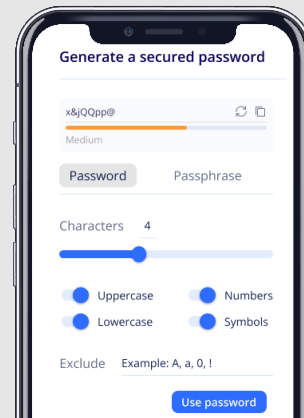 Generate a secured password
x&jQQpp@
Medium
Password Passphrase
Characters 4
Uppercase Numbers
Lowercase Symbols
Exclude Example: A, a, 0, !
Use password